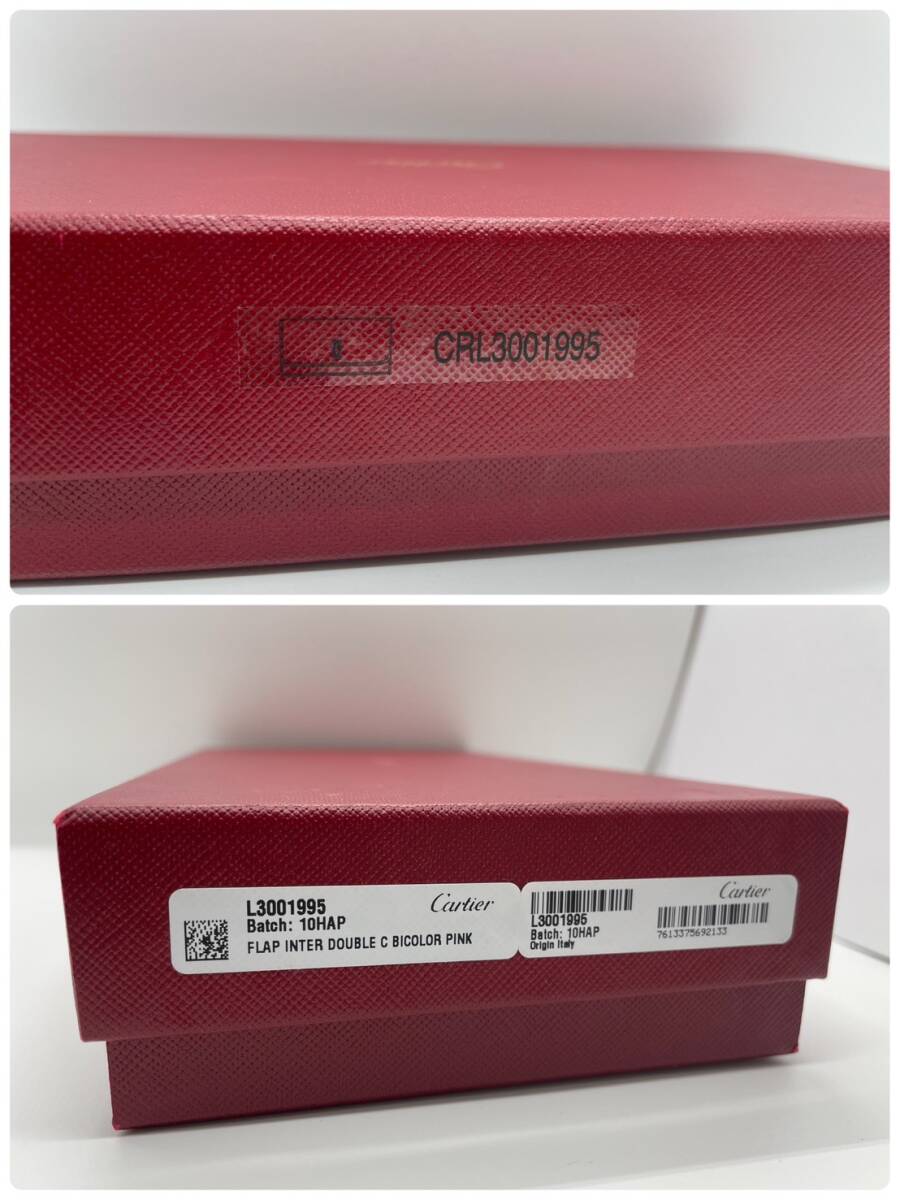 CRL3001995
L3001995
Cartier
Batch: 10HAP
FLAP INTER DOUBLE C BICOLOR PINK
Cartier
L3001995
Batch: 10HAP
Origin Italy
7613375692133